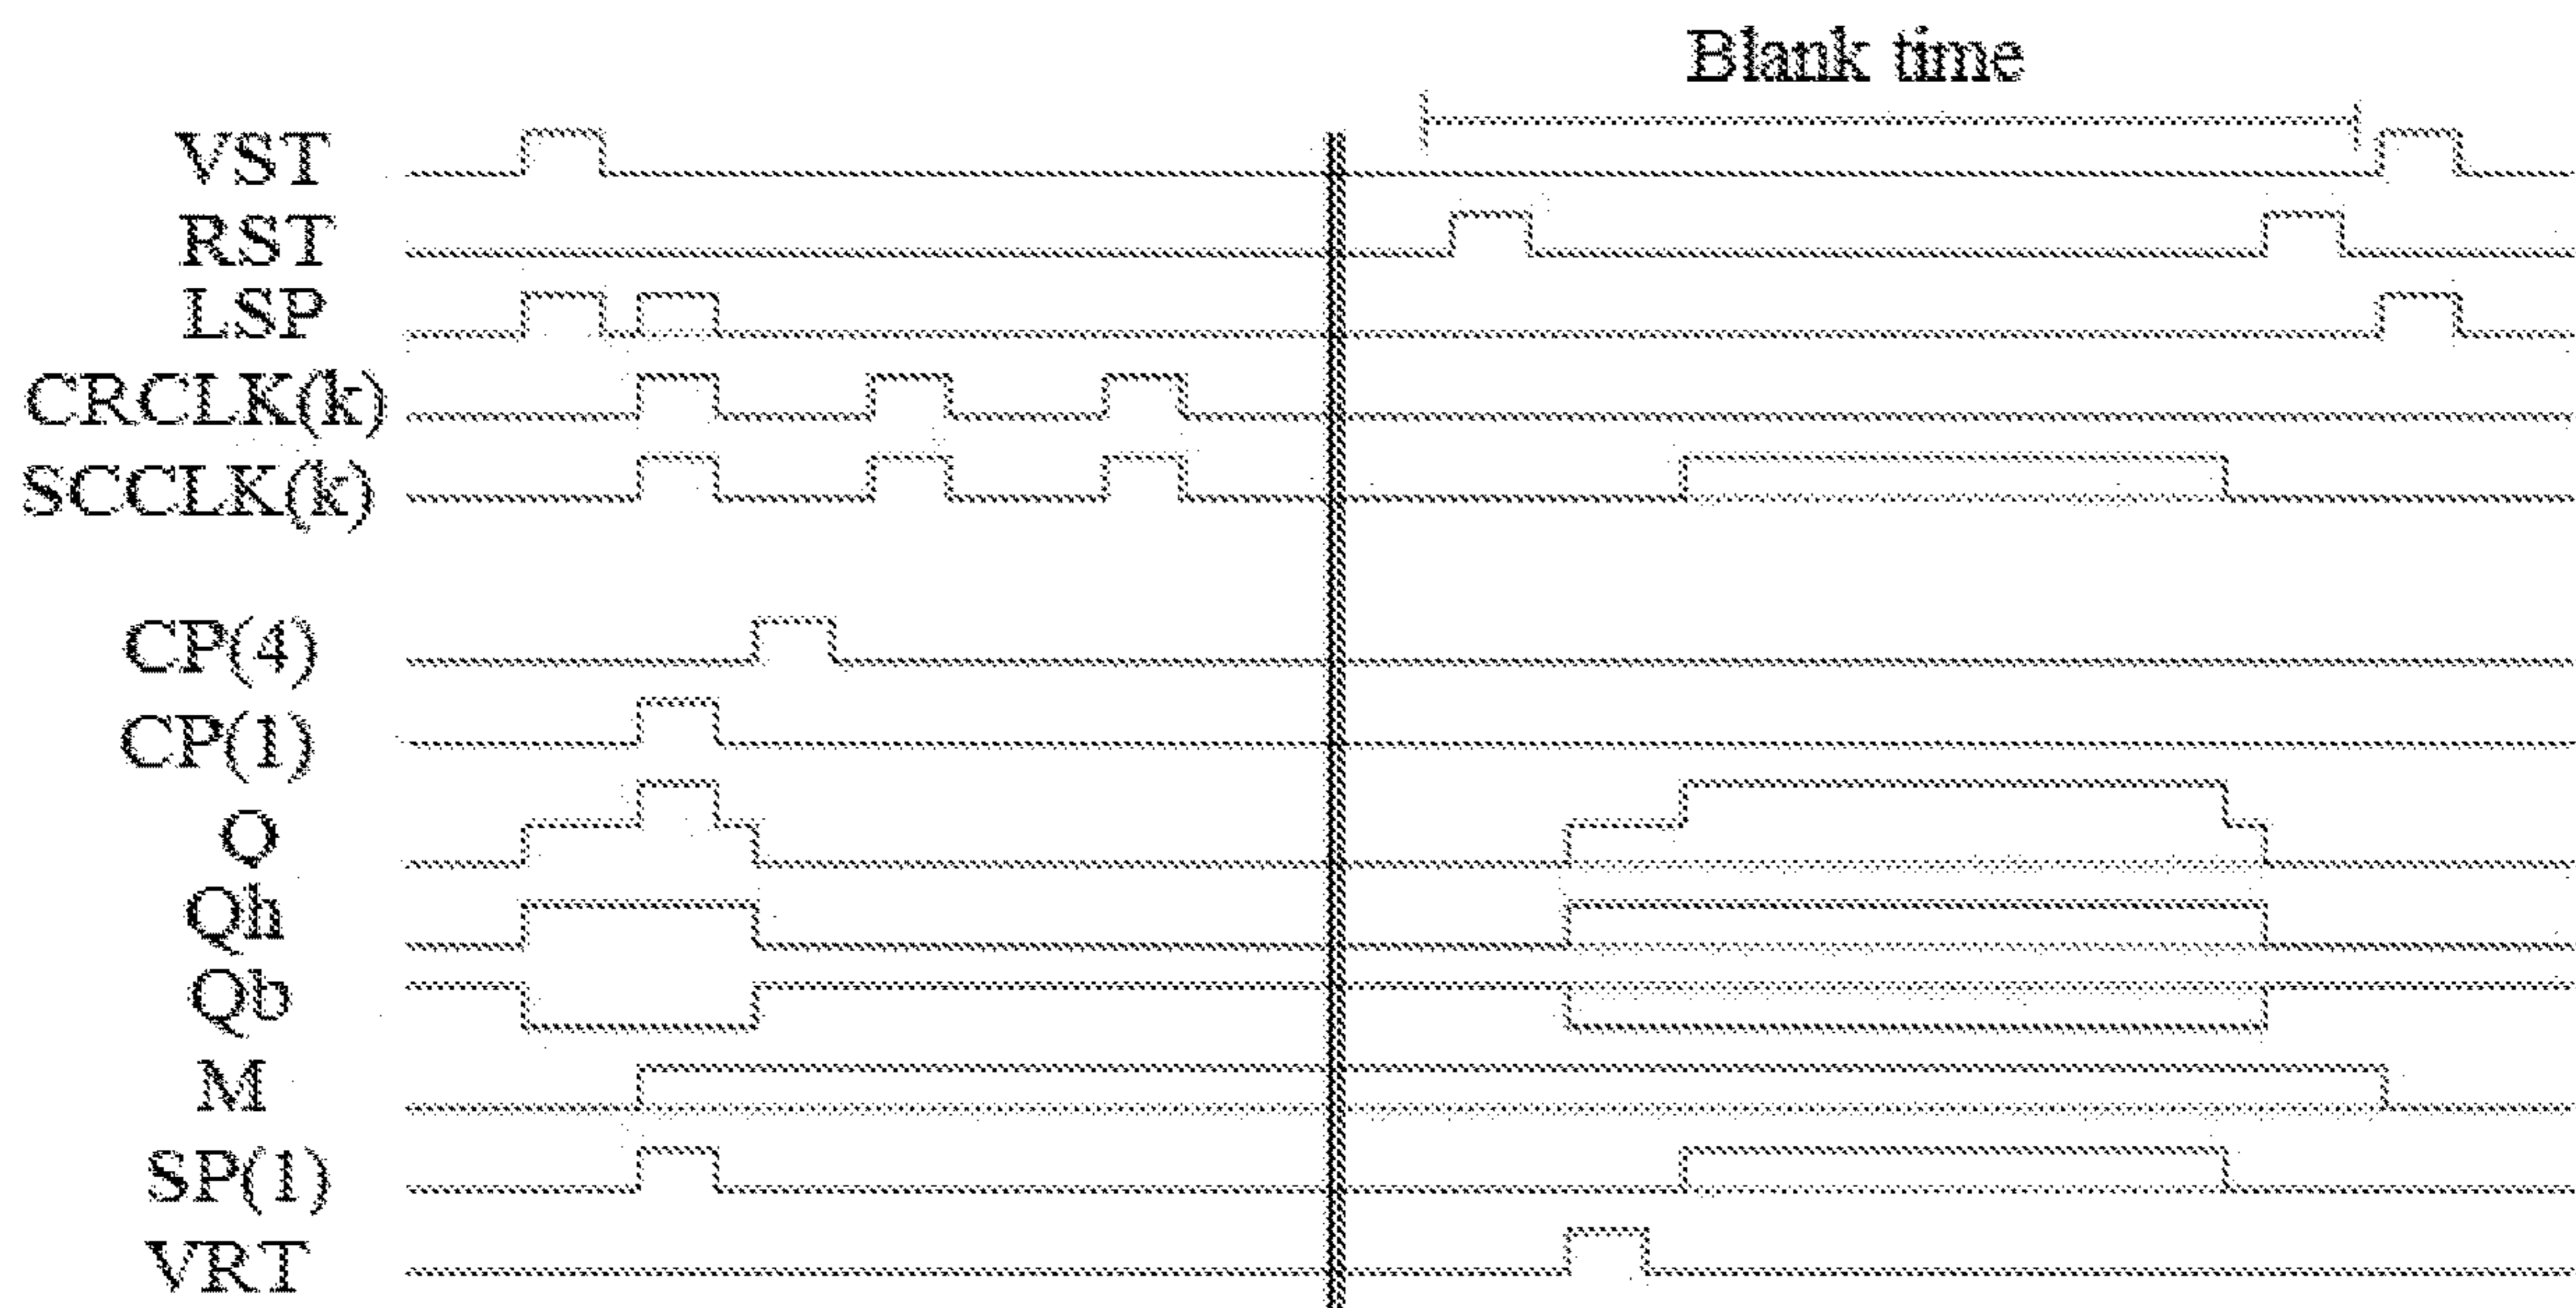 Blank time
VST
RST
LSP
CRCLK(k)
SCCLK(k)
CP(4)
CP(1)
Q
Qh
Qb
M
SP(1)
VRT